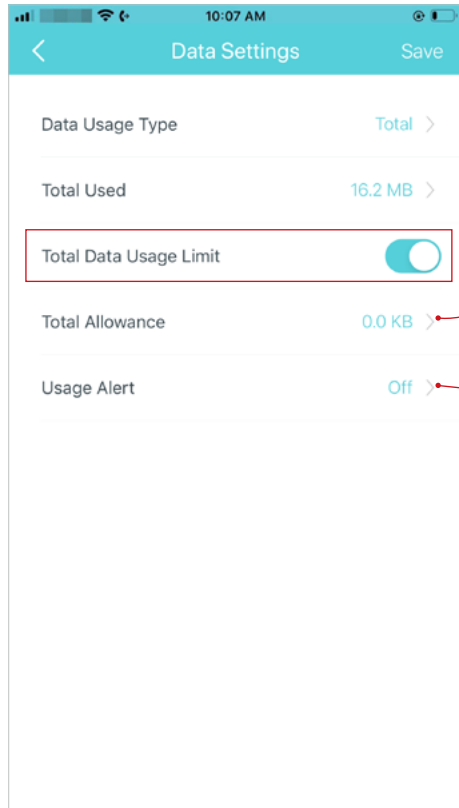 10:07 AM
Data Settings Save
Data Usage Type Total
Total Used 16.2 MB
Total Data Usage Limit
Total Allowance 0.0 KB
Usage Alert Off